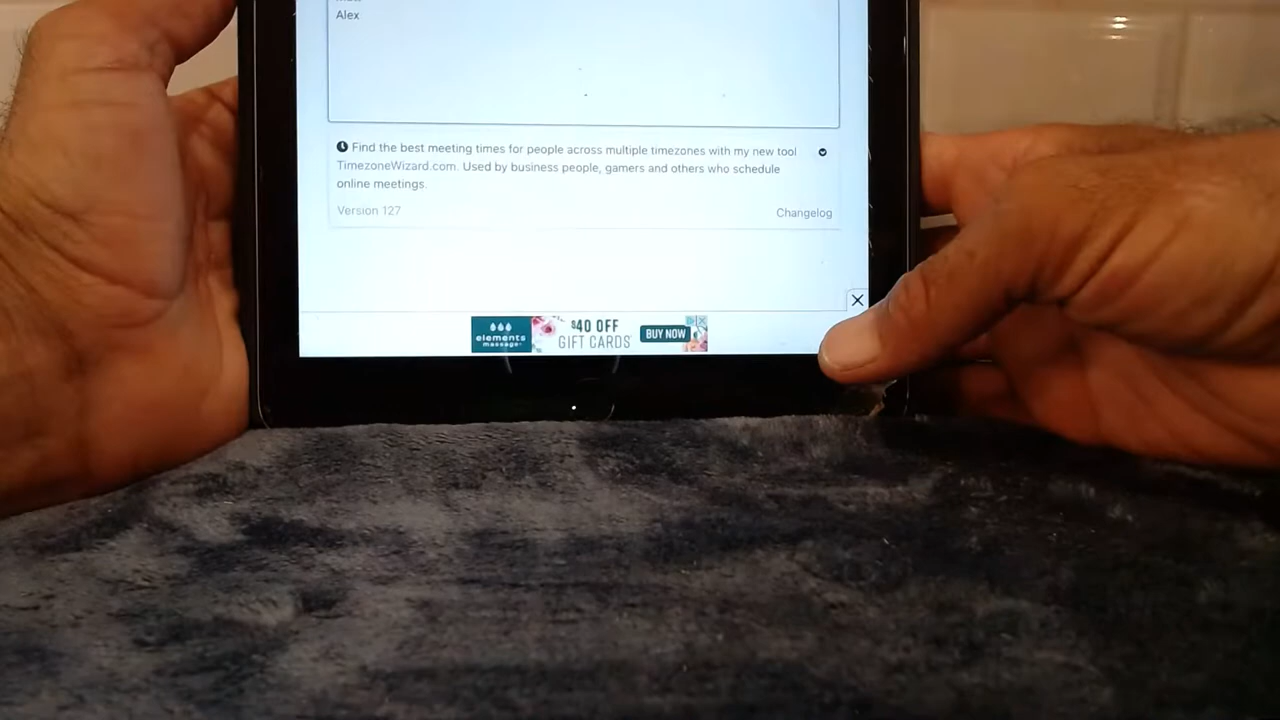 Alex
Find the best meeting times for people across multiple timezones with my new tool
TimezoneWizard.com. Used by business people, gamers and others who schedule
online meetings.
Version 127
Changelog
elements
massage
$40 OFF
GIFT CARDS
BUY NOW